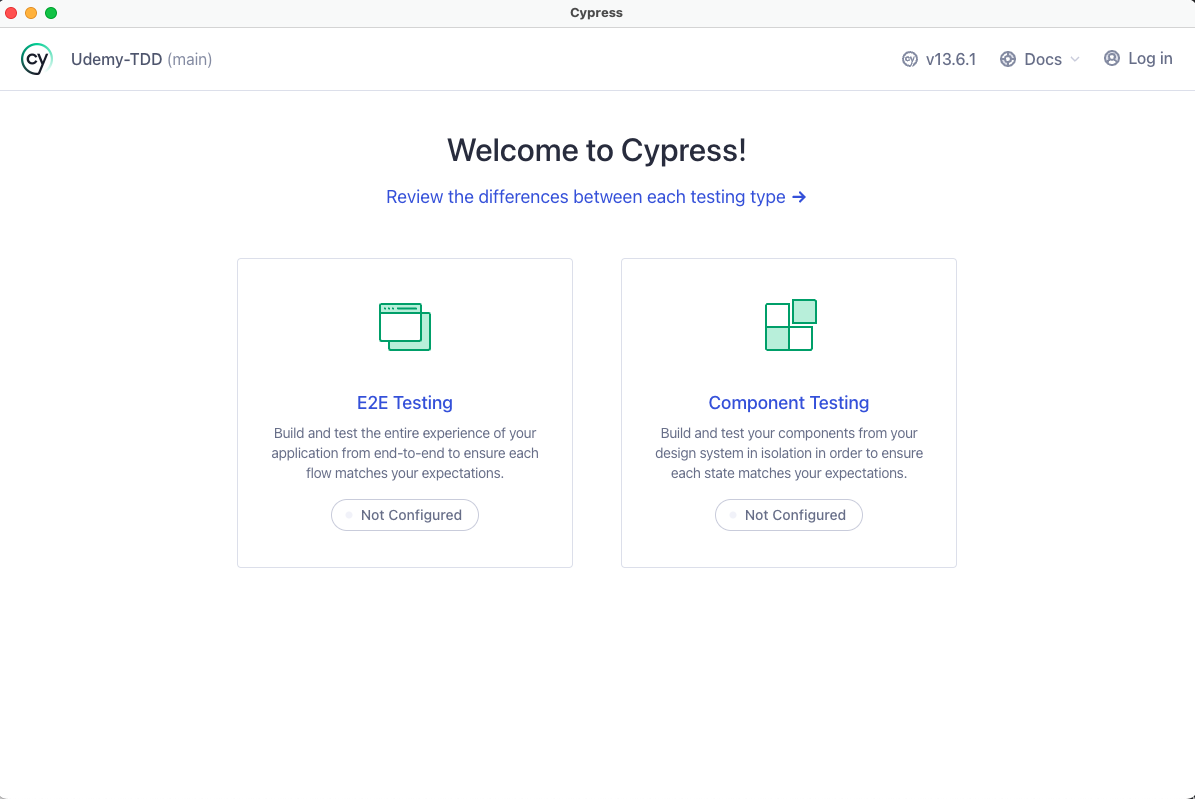 Cypress
cy
Udemy-TDD (main)
cy v13.6.1
Docs
Log in
Welcome to Cypress!
Review the differences between each testing type →
E2E Testing
Build and test the entire experience of your
application from end-to-end to ensure each
flow matches your expectations.
Not Configured
Component Testing
Build and test your components from your
design system in isolation in order to ensure
each state matches your expectations.
Not Configured